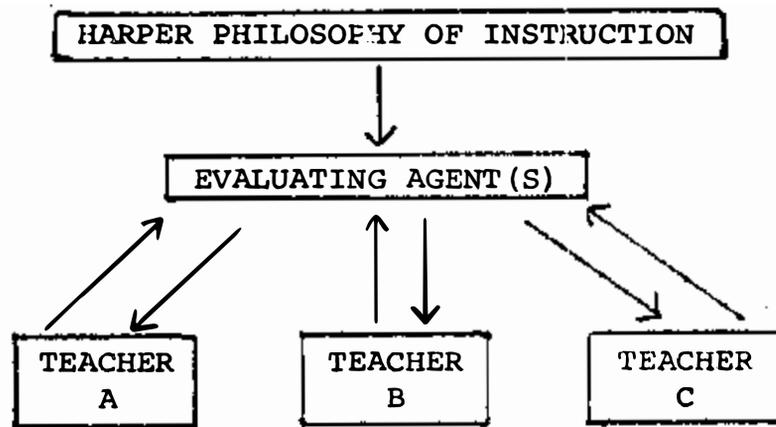 HARPER PHILOSOPHY OF INSTRUCTION
EVALUATING AGENT(S)
TEACHER
A
TEACHER
B
TEACHER
C